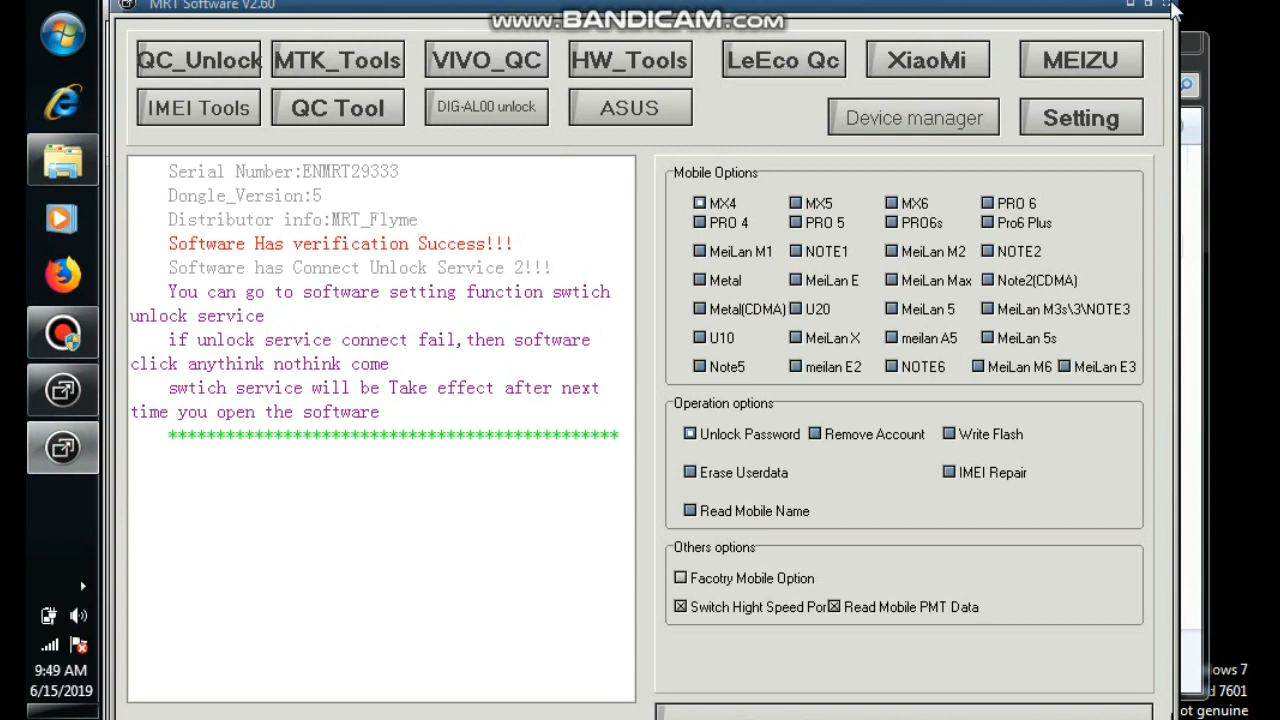 MRT Software V2.60
www.BANDICAM.com
QC_Unlock MTK_Tools VIVO_QC HW_Tools LeEco Qc XiaoMi MEIZU
IMEI Tools QC Tool DIG-AL00 unlock ASUS Device manager Setting
Serial Number:ENMRT29333
Dongle_Version:5
Distributor info:MRT_Flyme
Software Has verification Success!!!
Software has Connect Unlock Service 2!!!
You can go to software setting function swtich
unlock service
if unlock service connect fail,then software
click anythink nothink come
swtich service will be Take effect after next
time you open the software
***********************************************
Mobile Options
MX4 MX5 MX6 PRO 6
PRO 4 PRO 5 PRO6s Pro6 Plus
MeiLan M1 NOTE1 MeiLan M2 NOTE2
Metal MeiLan E MeiLan Max Note2(CDMA)
Metal(CDMA) U20 MeiLan 5 MeiLan M3s\3\NOTE3
U10 MeiLan X meilan A5 MeiLan 5s
Note5 meilan E2 NOTE6 MeiLan M6 MeiLan E3
Operation options
Unlock Password Remove Account Write Flash
Erase Userdata IMEI Repair
Read Mobile Name
Others options
Facotry Mobile Option
Switch Hight Speed Por Read Mobile PMT Data
9:49 AM
6/15/2019
lows 7
d 7601
ot genuine